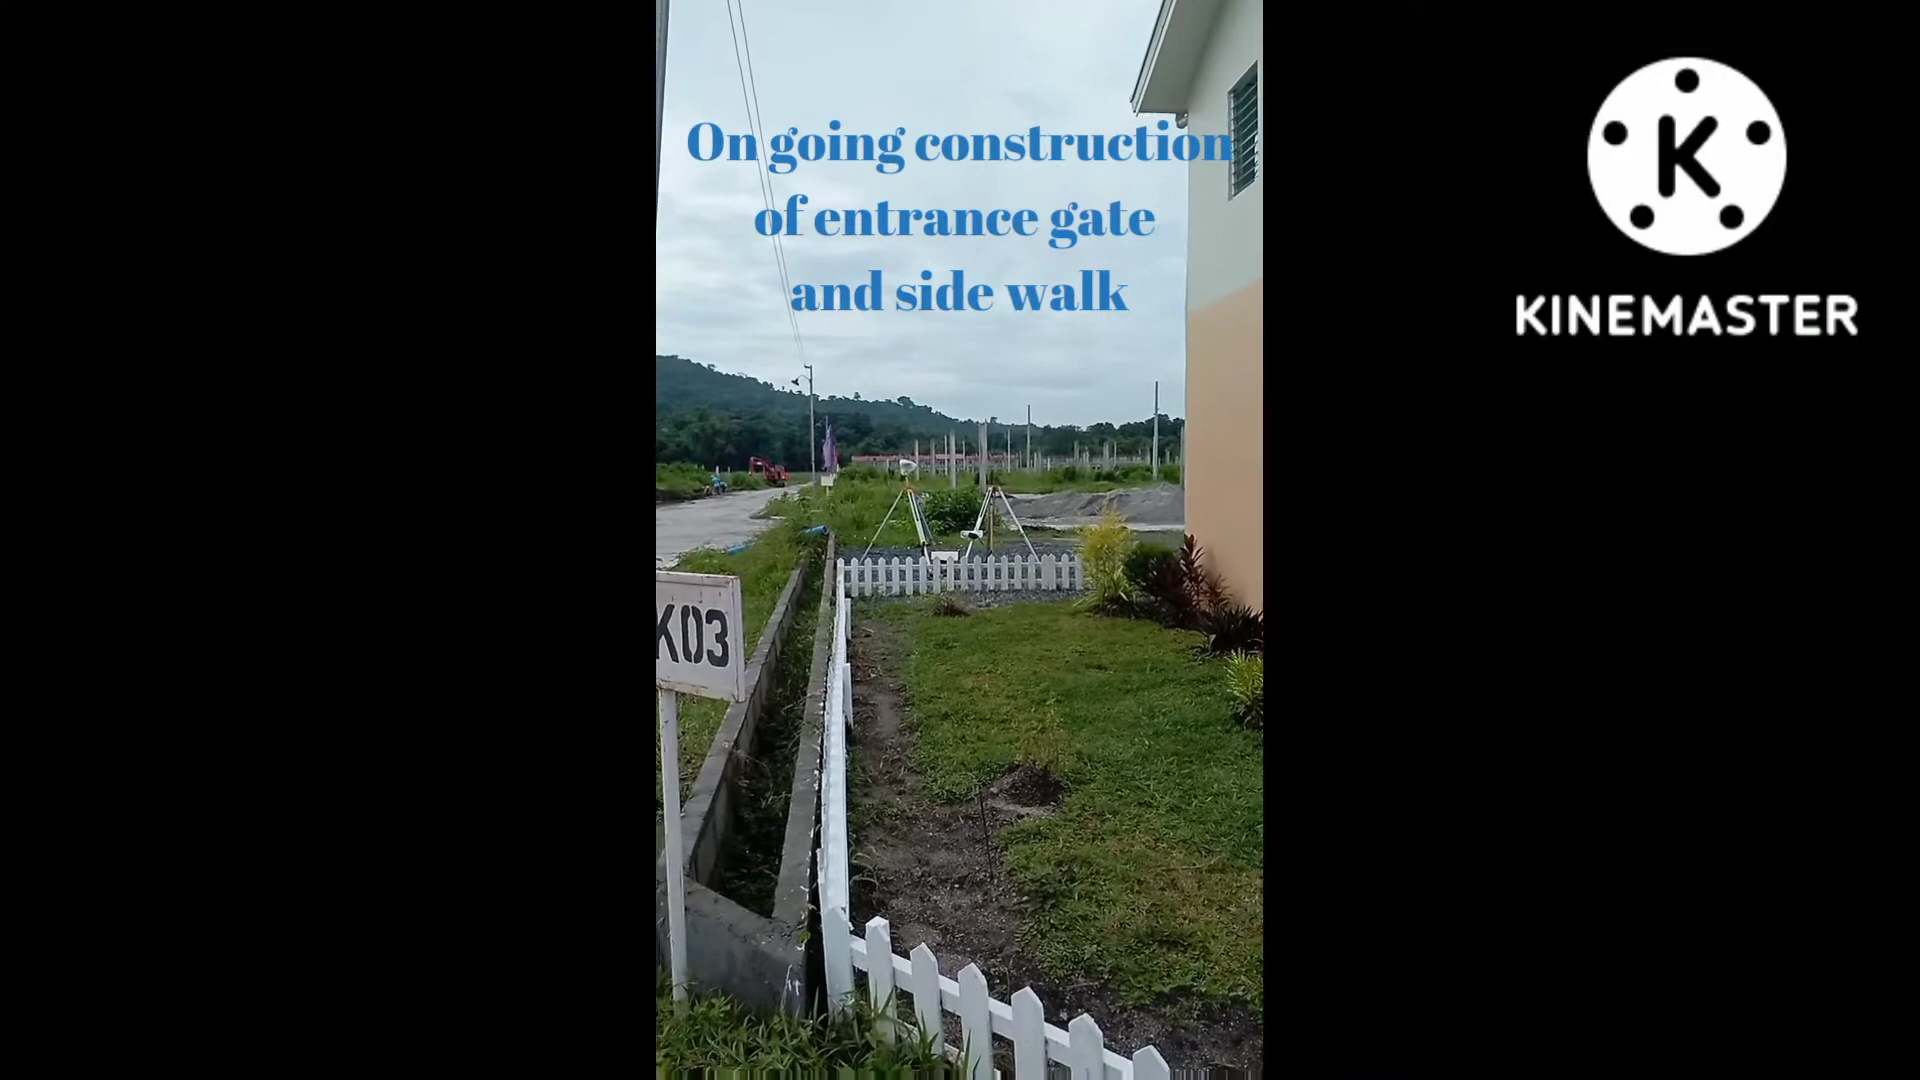 On going construction
of entrance gate
and side walk
K03
K
KINEMASTER